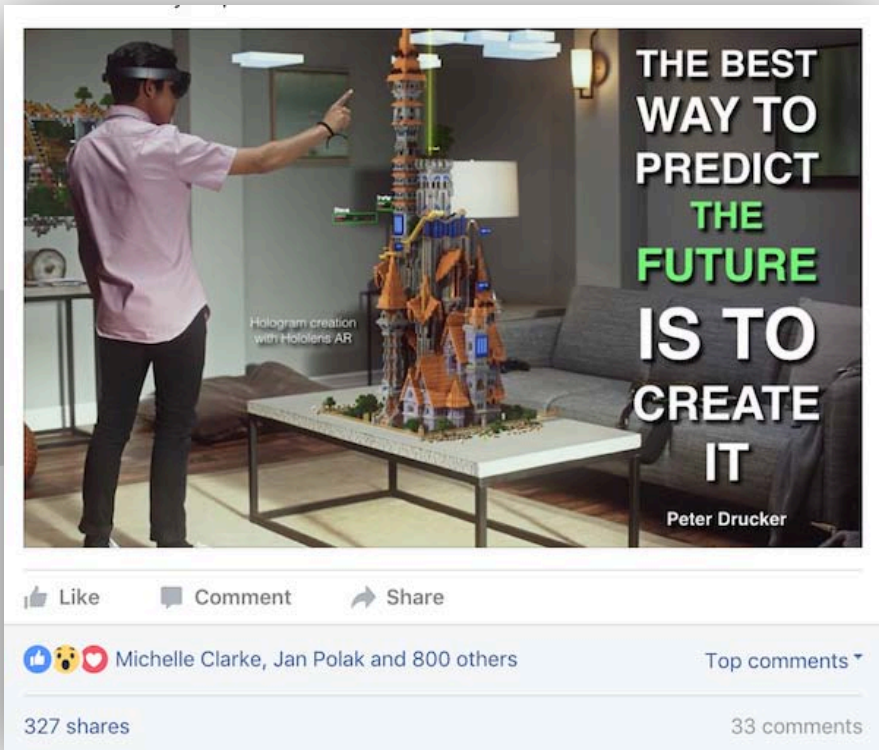 THE BEST
WAY TO
PREDICT
THE
FUTURE
IS TO
CREATE
IT
Peter Drucker
Hologram creation
with Hololens AR
Like Comment Share
Michelle Clarke, Jan Polak and 800 others Top comments
327 shares 33 comments